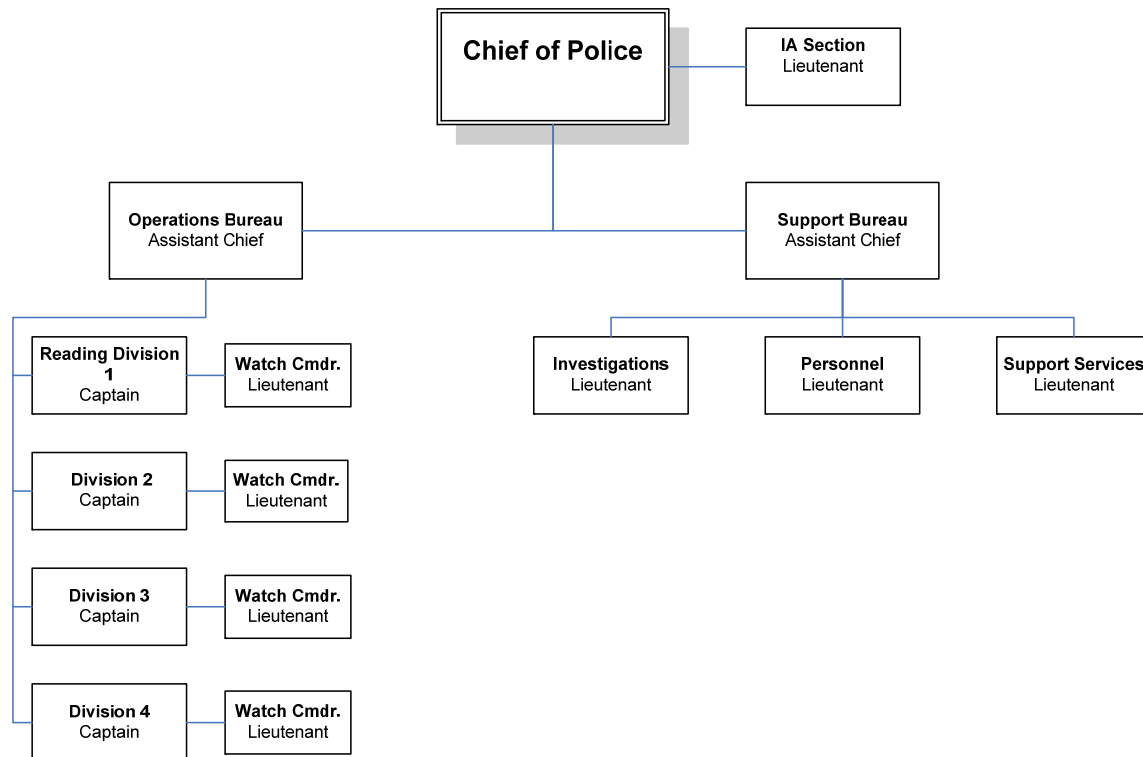 Chief of Police
IA Section
Lieutenant
Operations Bureau
Assistant Chief
Support Bureau
Assistant Chief
Reading Division
1
Captain
Watch Cmdr.
Lieutenant
Investigations
Lieutenant
Personnel
Lieutenant
Support Services
Lieutenant
Division 2
Captain
Watch Cmdr.
Lieutenant
Division 3
Captain
Watch Cmdr.
Lieutenant
Division 4
Captain
Watch Cmdr.
Lieutenant